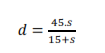 d = 45.s / 15+s